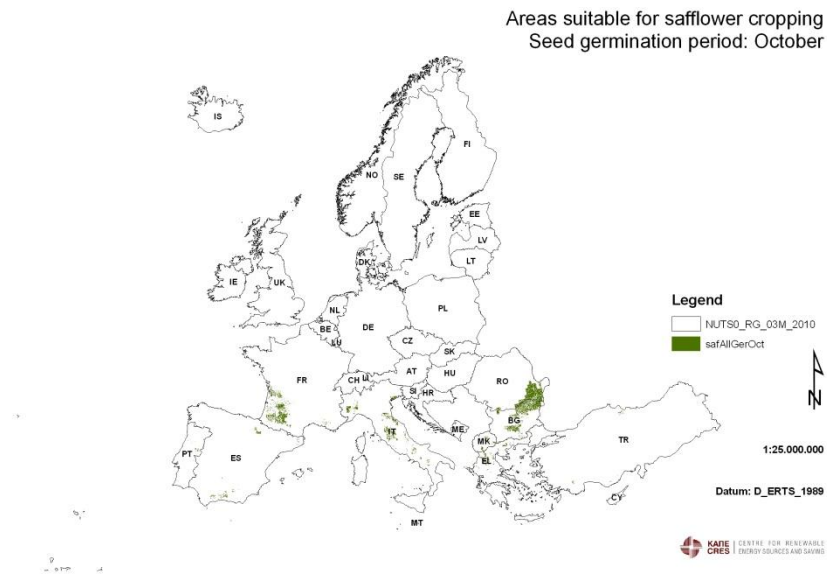 Areas suitable for safflower cropping
Seed germination period: October
IS
FI
NO
SE
EE
LV
LT
DK
IE
UK
NL
PL
BE
DE
LU
CZ
SK
FR
CH
LI
AT
HU
RO
SI
HR
IT
ME
BG
MK
PT
ES
EL
TR
CY
MT
Legend
NUTS0_RG_03M_2010
safAllGerOct
N
1:25.000.000
Datum: D_ERTS_1989
ΚΑΠΕ
CRES
CENTRE FOR RENEWABLE
ENERGY SOURCES AND SAVING